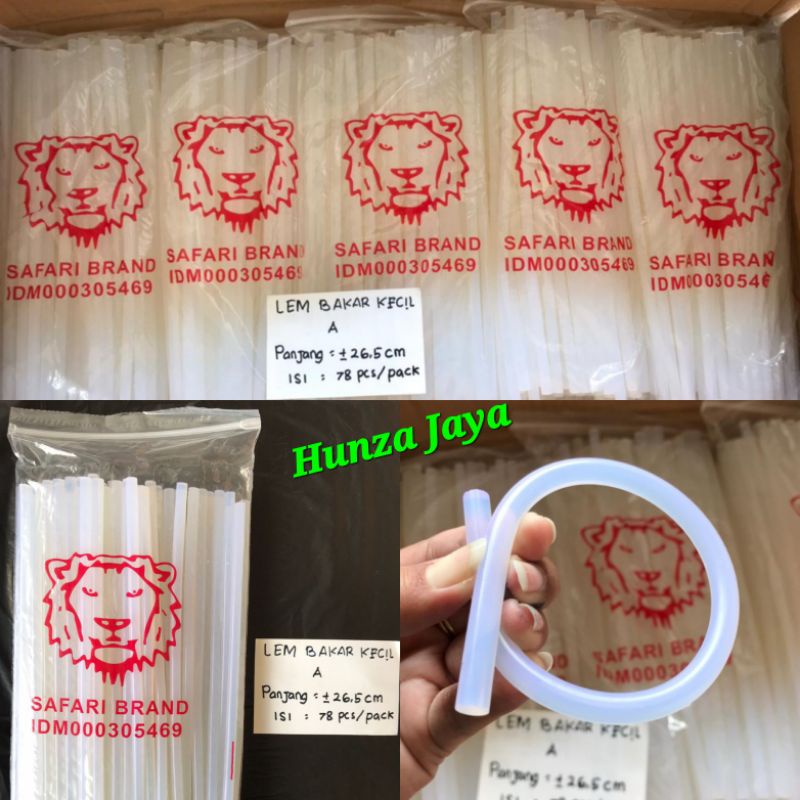 SAFARI BRAND
IDM000305469
SAFARI BRAND
IDM000305469
SAFARI BRAND
IDM000305469
SAFARI BRAND
IDM000305469
SAFARI BRAND
IDM00030546
LEM BAKAR KECIL
A
Panjang = ± 26.5 cm
ISI : 78 pcs/pack
Hunza Jaya
SAFARI BRAND
IDM000305469
LEM BAKAR KECIL
A
Panjang = ± 26.5 cm
ISI : 78 pcs/pack
LEM BAKAR KECIL
A
Panjang = ± 26.5 cm